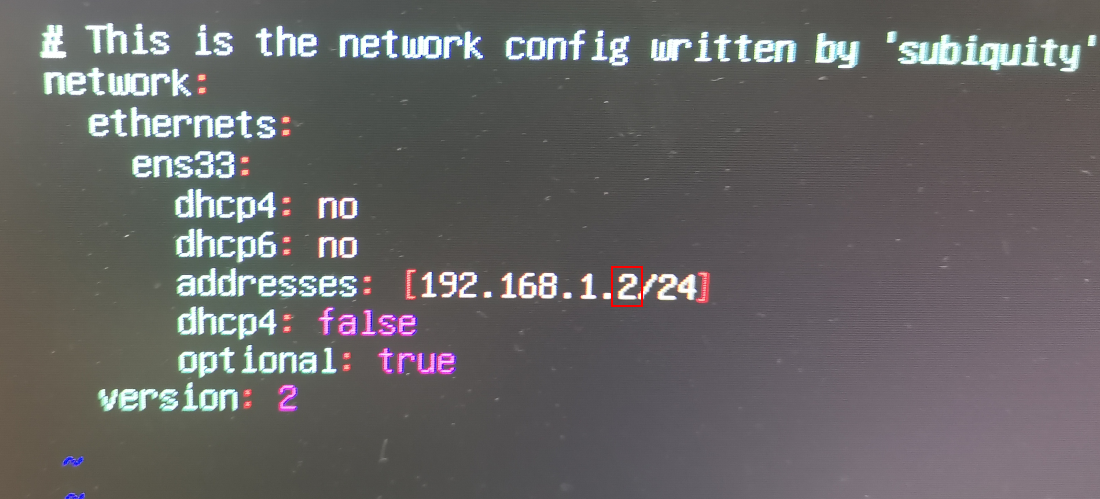 # This is the network config written by 'subiquity'
network:
  ethernets:
    ens33:
      dhcp4: no
      dhcp6: no
      addresses: [192.168.1.2/24]
      dhcp4: false
      optional: true
  version: 2
~
~